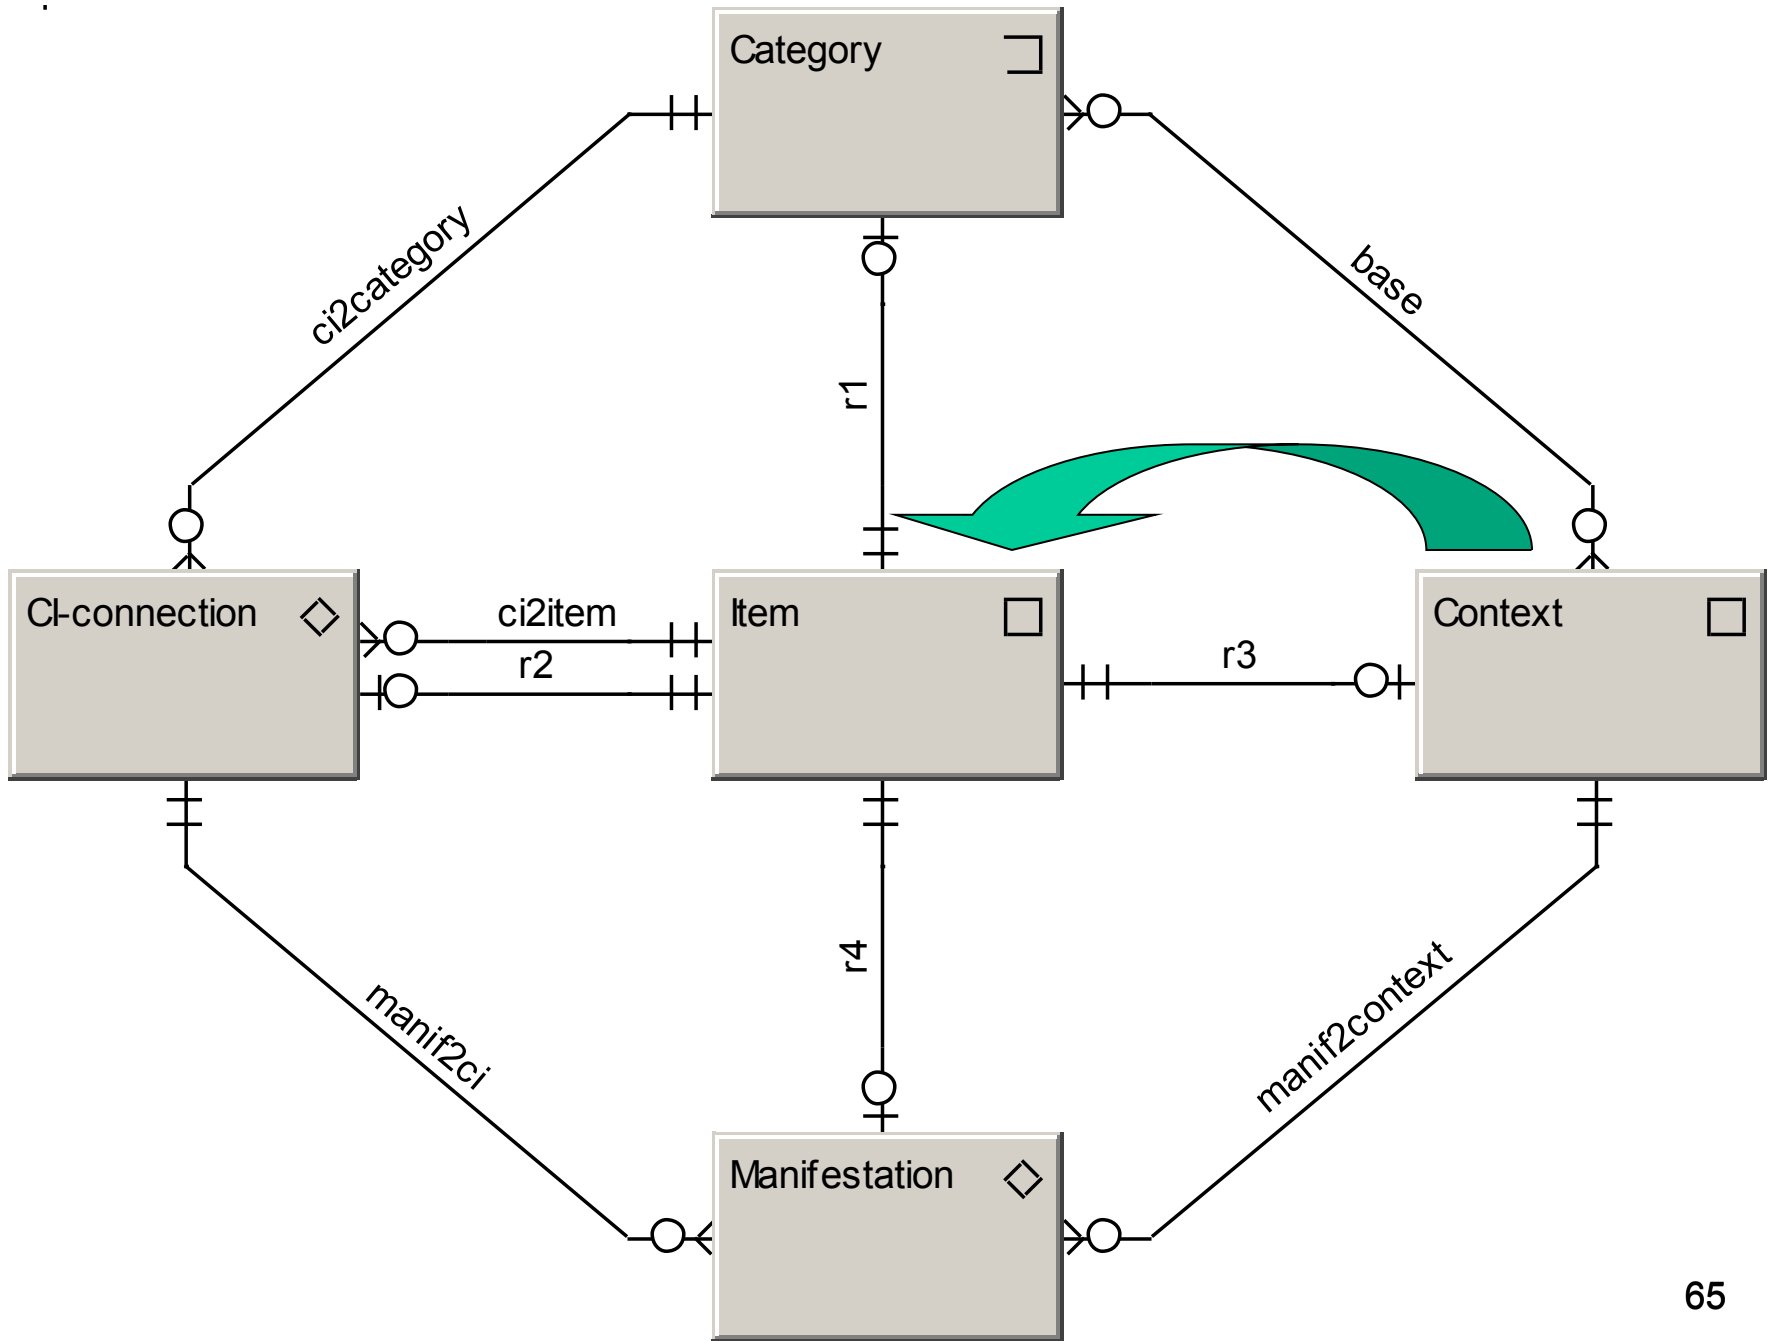 Category
ci2category
base
r1
CI-connection
ci2item
Item
Context
r2
r3
r4
manif2ci
manif2context
Manifestation
65